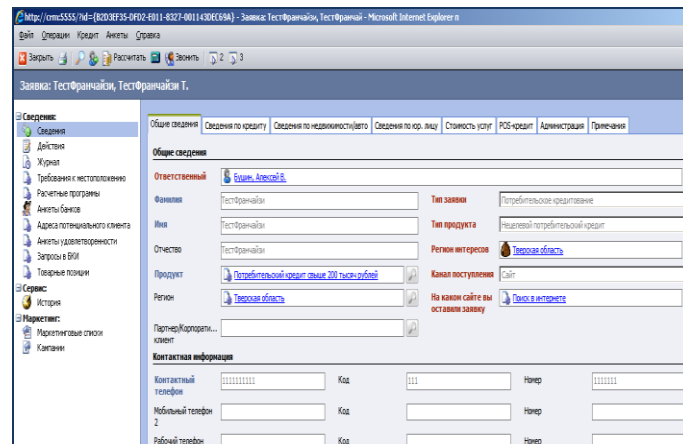 http://crmc5555/?id={B2D3EF35-DFD2-E011-8327-001143DEC69A} - Заявка: ТестФранчайзи, ТестФранчай - Microsoft Internet Explorer п
Файл Операции Кредит Анкеты Справка
Закрыть Рассчитать Звонить 2 3
Заявка: ТестФранчайзи, ТестФранчайзи Т.
Сведения:
Сведения
Действия
Журнал
Требования к местоположению
Расчетные программы
Анкеты банков
Адреса потенциального клиента
Анкеты удовлетворенности
Запросы в БКИ
Товарные позиции
Сервис:
История
Маркетинг:
Маркетинговые списки
Кампании
Общие сведения Сведения по кредиту Сведения по недвижимости/авто Сведения по юр. лицу Стоимость услуг POS-кредит Администрация Примечания
Общие сведения
Ответственный Бушин, Алексей В.
Фамилия ТестФранчайзи Тип заявки Потребительское кредитование
Имя ТестФранчайзи Тип продукта Нецелевой потребительский кредит
Отчество ТестФранчайзи Регион интересов Тверская область
Продукт Потребительский кредит свыше 200 тысяч рублей Канал поступления Сайт
Регион Тверская область На каком сайте вы оставили заявку Поиск в интернете
Партнер/Корпорати... клиент
Контактная информация
Контактный телефон 1111111111 Код 111 Номер 1111111
Мобильный телефон 2 Код Номер
Рабочий телефон Код Номер